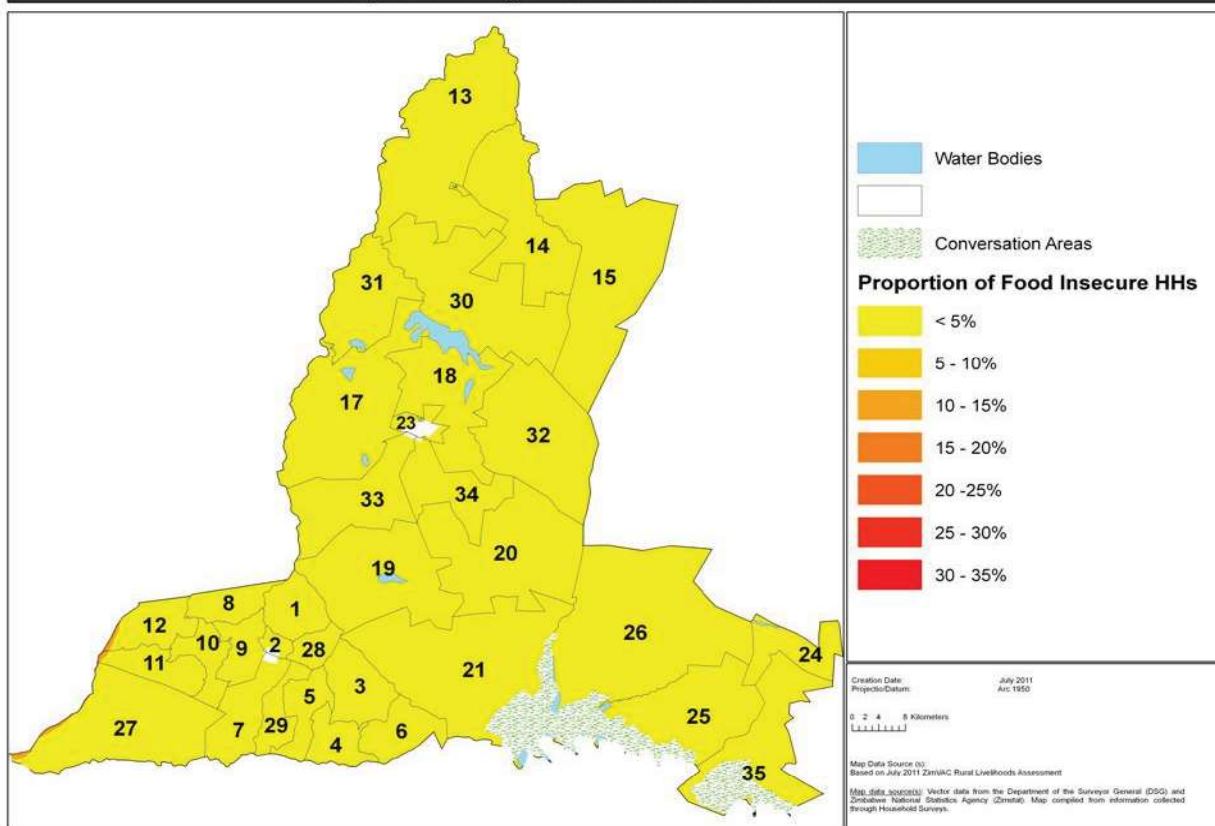 13
14
15
31
30
18
17
23
32
34
33
20
19
8
1
12
10
9
2
28
26
24
11
21
3
5
25
27
7
29
4
6
35
Water Bodies
Conversation Areas
Proportion of Food Insecure HHs
< 5%
5 - 10%
10 - 15%
15 - 20%
20 -25%
25 - 30%
30 - 35%
Creation Date: July 2011
Projectio/Datum: Arc 1950
0 2 4 8 Kilometers
Map Data Source (s):
Based on July 2011 ZimVAC Rural Livelihoods Assessment
Map data source(s): Vector data from the Department of the Surveyor General (DSG) and
Zimbabwe National Statistics Agency (Zimstat). Map compiled from information collected
through Household Surveys.